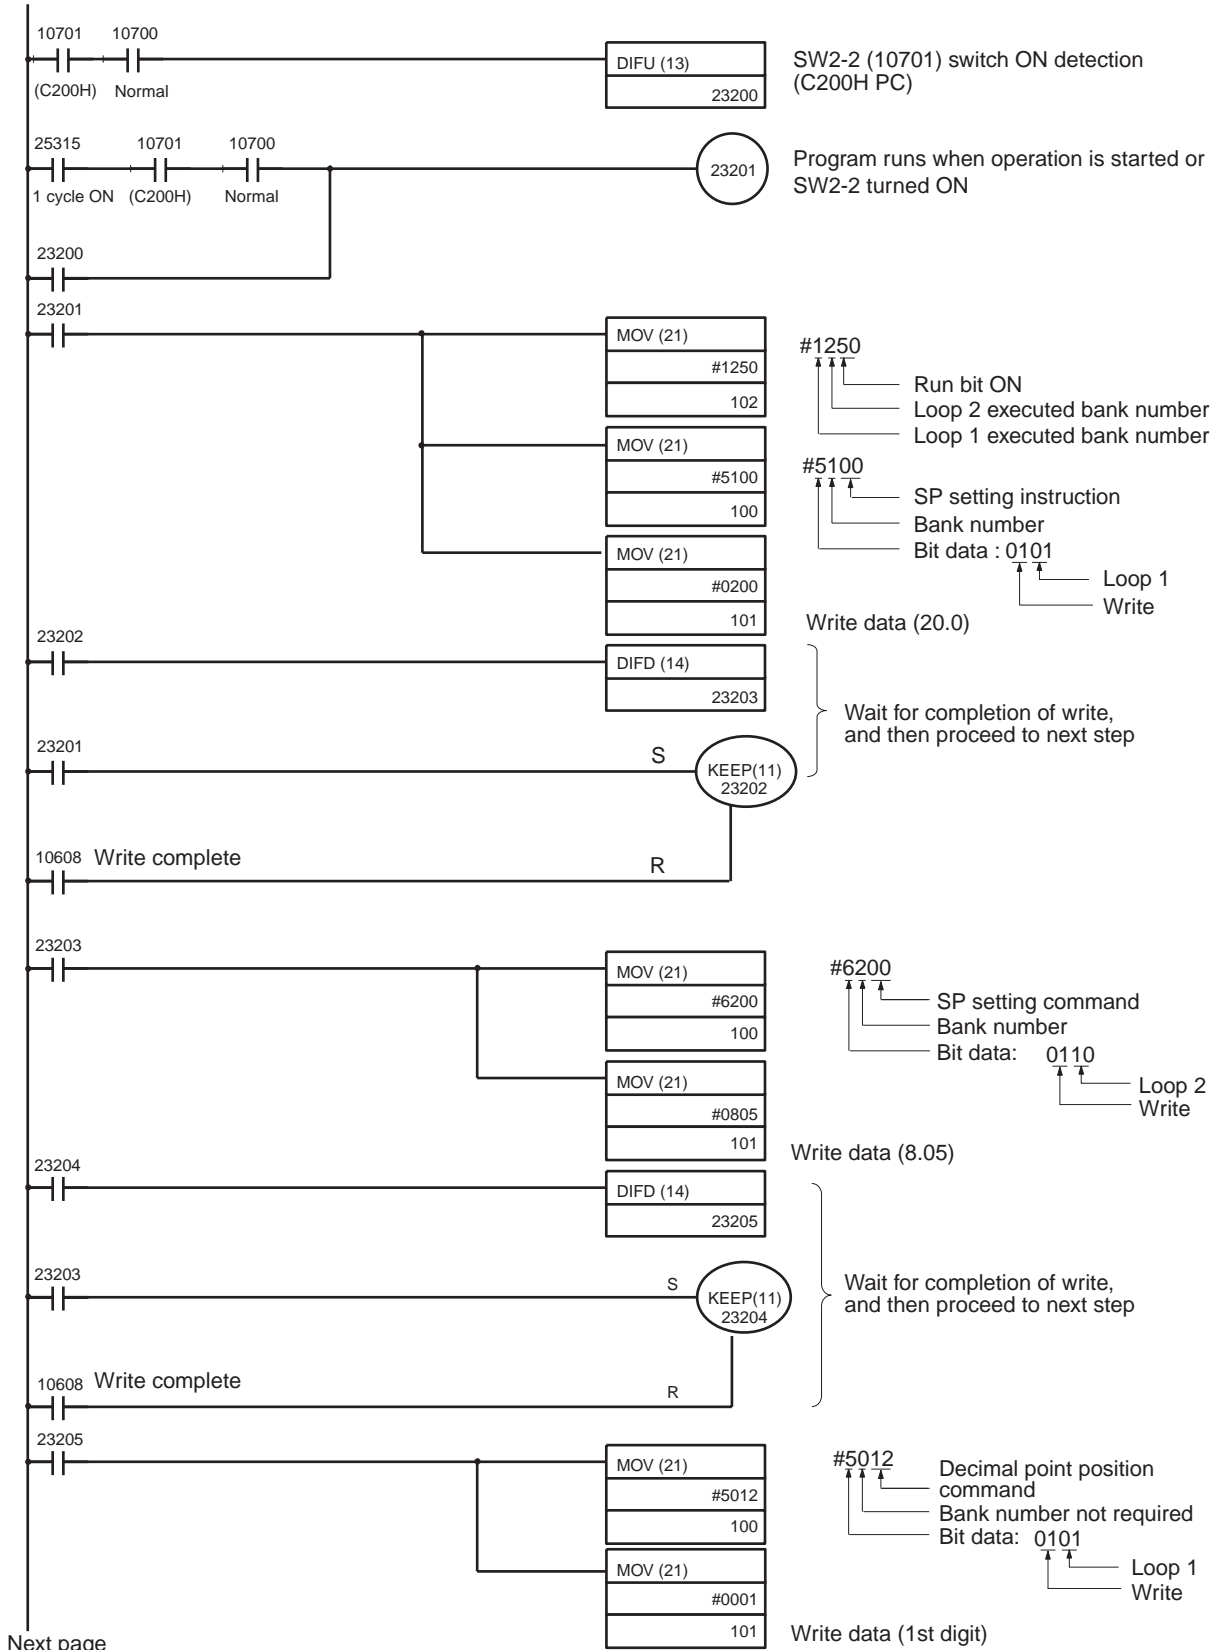 10701 10700
DIFU (13)
SW2-2 (10701) switch ON detection
(C200H PC)
(C200H) Normal
23200
25315 10701 10700
23201
Program runs when operation is started or
SW2-2 turned ON
1 cycle ON (C200H) Normal
23200
23201
MOV (21)
#1250
102
#1250
Run bit ON
Loop 2 executed bank number
Loop 1 executed bank number
MOV (21)
#5100
100
#5100
SP setting instruction
Bank number
Bit data : 0101
Loop 1
Write
MOV (21)
#0200
101
Write data (20.0)
23202
DIFD (14)
23203
Wait for completion of write,
and then proceed to next step
23201
S
KEEP(11)
23202
10608 Write complete
R
23203
MOV (21)
#6200
100
#6200
SP setting command
Bank number
Bit data: 0110
Loop 2
Write
MOV (21)
#0805
101
Write data (8.05)
23204
DIFD (14)
23205
23203
S
KEEP(11)
23204
Wait for completion of write,
and then proceed to next step
10608 Write complete
R
23205
MOV (21)
#5012
100
#5012
Decimal point position
command
Bank number not required
Bit data: 0101
Loop 1
Write
MOV (21)
#0001
101
Write data (1st digit)
Next page